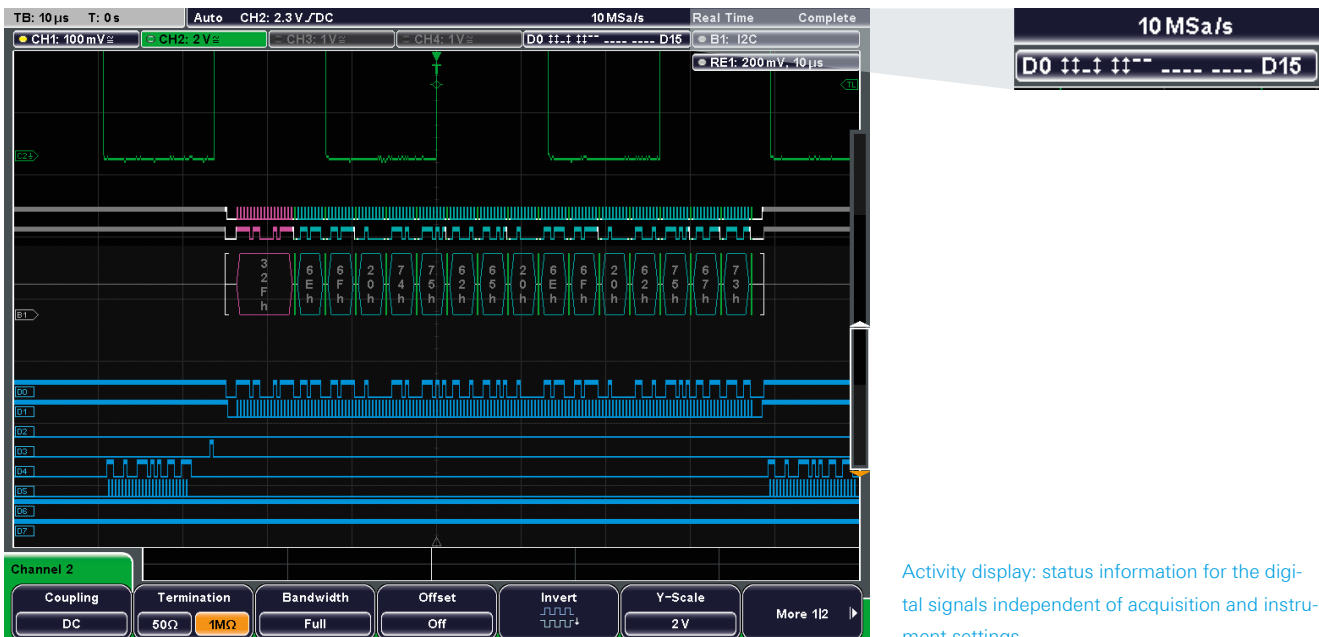 TB: 10 µs T: 0 s Auto CH2: 2.3 V DC 10 MSa/s Real Time Complete
CH1: 100 mV CH2: 2 V CH3: 1 V CH4: 1 V D0 D15 B1: I2C
RE1: 200 mV, 10 µs
TL
C2
32Fh 6Eh 6Fh 20h 74h 75h 62h 65h 20h 6Eh 6Fh 20h 62h 75h 67h 73h
B1
D0
D1
D2
D3
D4
D5
D6
D7
Channel 2
Coupling Termination Bandwidth Offset Invert Y-Scale More 1|2
DC 50Ω 1MΩ Full Off 2 V
10 MSa/s
D0 D15
Activity display: status information for the digi-
tal signals independent of acquisition and instru-
ment settings